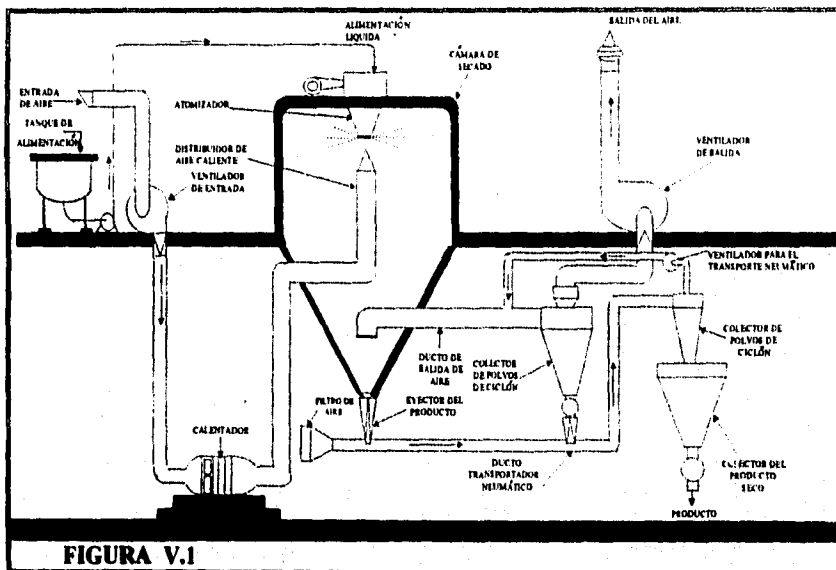 SALIDA DEL AIRE
ALIMENTACIÓN
LIQUIDA
CÁMARA DE
SECADO
ENTRADA
DE AIRE
ATOMIZADOR
TANQUE DE
ALIMENTACIÓN
DISTRIBUIDOR DE
AIRE CALIENTE
VENTILADOR
DE ENTRADA
VENTILADOR
DE SALIDA
VENTILADOR PARA EL
TRANSPORTE NEUMÁTICO
COLECTOR DE
POLVOS DE
CICLÓN
DUCTO DE
SALIDA DE
AIRE
COLECTOR
DE POLVOS
DE CICLÓN
FILTRO DE
AIRE
EYECTOR DEL
PRODUCTO
CALENTADOR
DUCTO
TRANSPORTADOR
NEUMÁTICO
COLECTOR DEL
PRODUCTO
SECO
PRODUCTO
FIGURA V.1